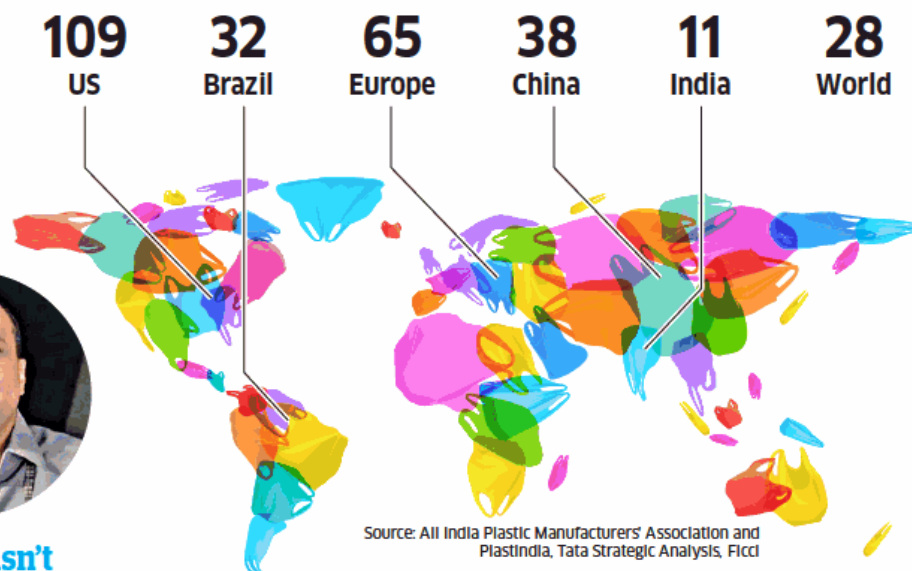 109 32 65 38 11 28
US Brazil Europe China India World
Source: All India Plastic Manufacturers' Association and
PlastIndia, Tata Strategic Analysis, Ficci